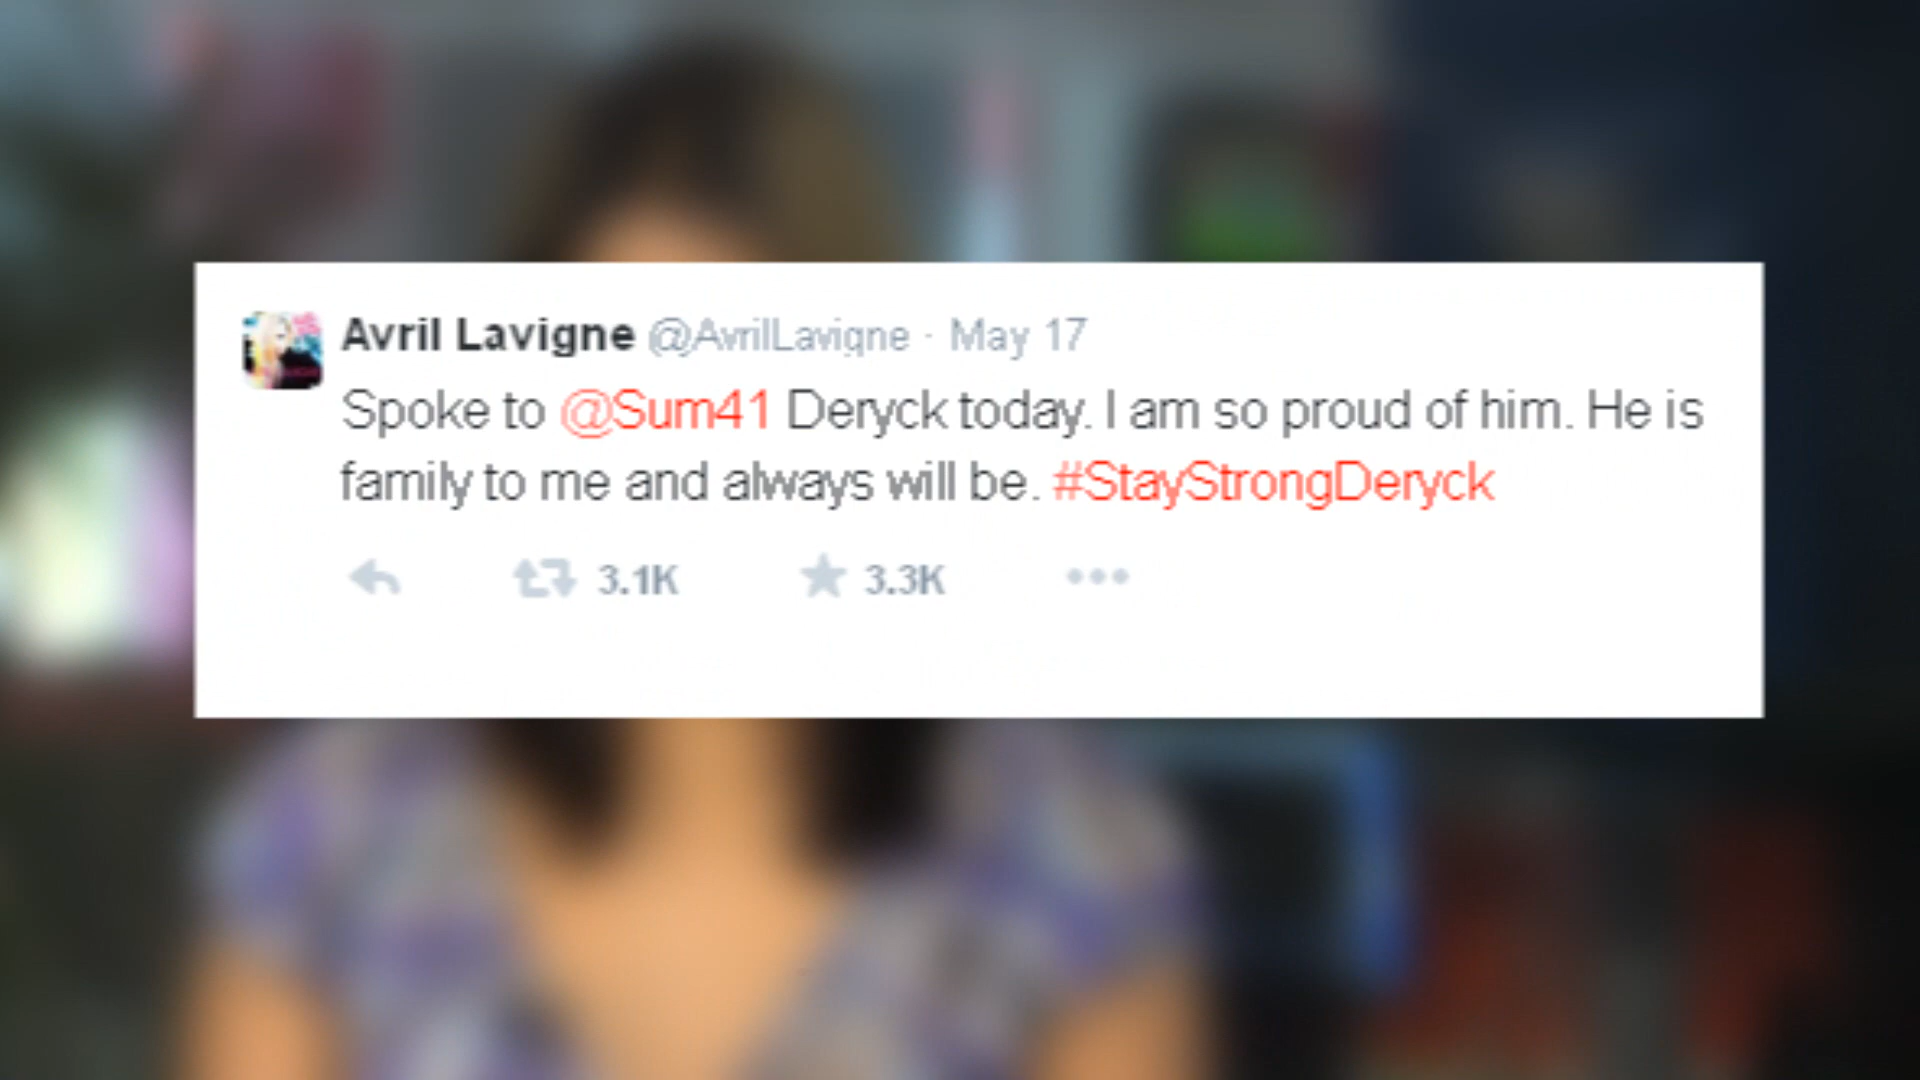 Avril Lavigne @AvrilLavigne · May 17
Spoke to @Sum41 Deryck today. I am so proud of him. He is
family to me and always will be. #StayStrongDeryck
3.1K 3.3K